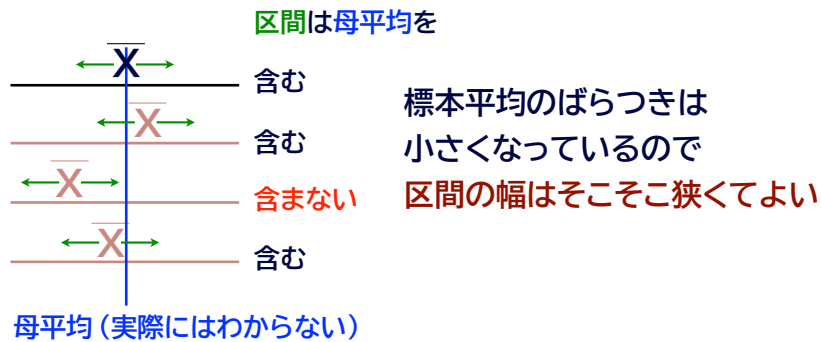 区間は母平均を
X
含む
X
含む
X
含まない
X
含む
標本平均のばらつきは
小さくなっているので
区間の幅はそこそこ狭くてよい
母平均（実際にはわからない）